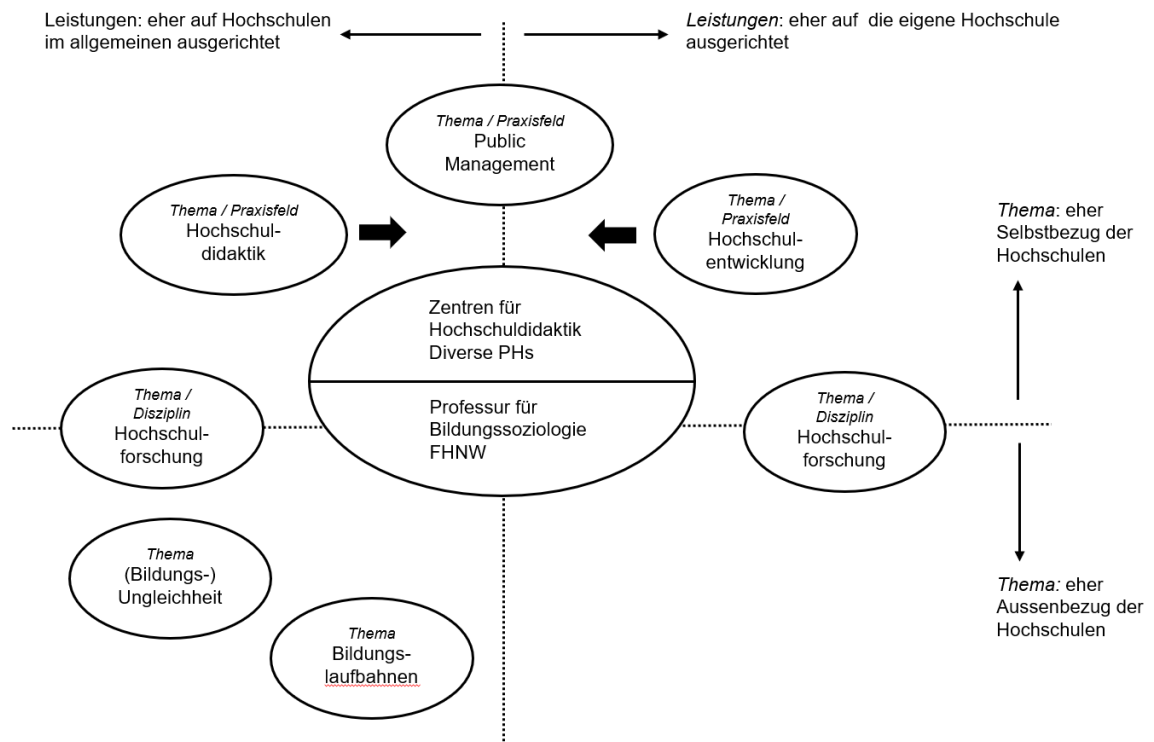 Leistungen: eher auf Hochschulen
im allgemeinen ausgerichtet
Leistungen: eher auf  die eigene Hochschule
ausgerichtet
Thema / Praxisfeld
Public
Management
Thema / Praxisfeld
Hochschul-
didaktik
Thema /
Praxisfeld
Hochschul-
entwicklung
Thema: eher
Selbstbezug der
Hochschulen
Zentren für
Hochschuldidaktik
Diverse PHs
Thema /
Disziplin
Hochschul-
forschung
Professur für
Bildungssoziologie
FHNW
Thema /
Disziplin
Hochschul-
forschung
Thema
(Bildungs-)
Ungleichheit
Thema
Bildungs-
laufbahnen
Thema: eher
Aussenbezug der
Hochschulen